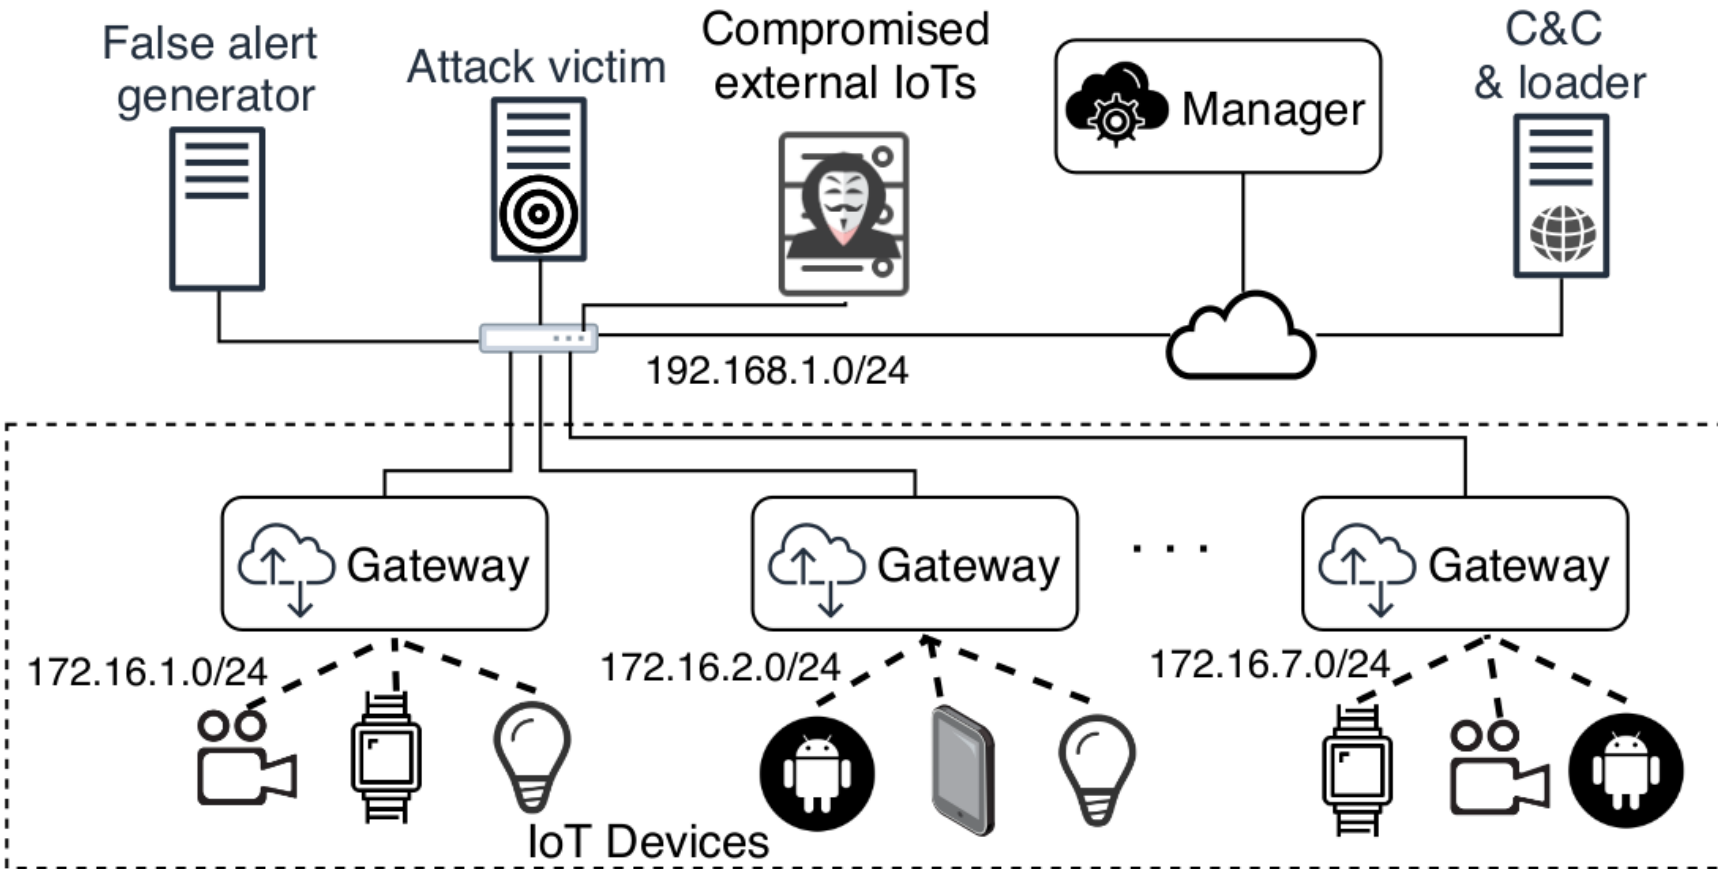 False alert
generator
Attack victim
Compromised
external IoTs
Manager
C&C
& loader
192.168.1.0/24
Gateway
Gateway
. . .
Gateway
172.16.1.0/24
172.16.2.0/24
172.16.7.0/24
IoT Devices